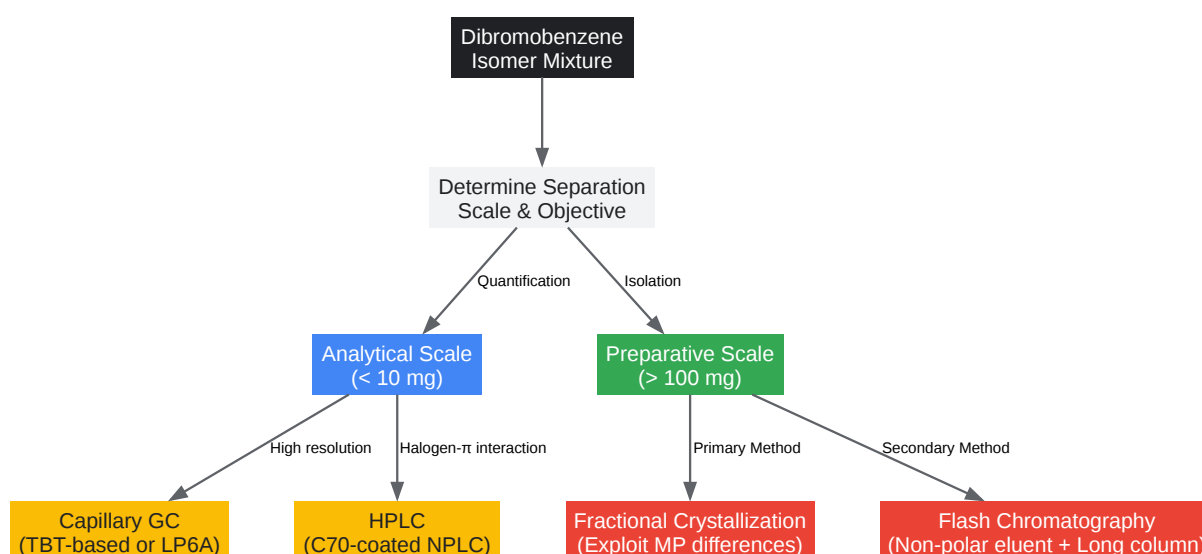 Dibromobenzene
Isomer Mixture
Determine Separation
Scale & Objective
Quantification
Isolation
Analytical Scale
(< 10 mg)
Preparative Scale
(> 100 mg)
High resolution
Halogen-π interaction
Primary Method
Secondary Method
Capillary GC
(TBT-based or LP6A)
HPLC
(C70-coated NPLC)
Fractional Crystallization
(Exploit MP differences)
Flash Chromatography
(Non-polar eluent + Long column